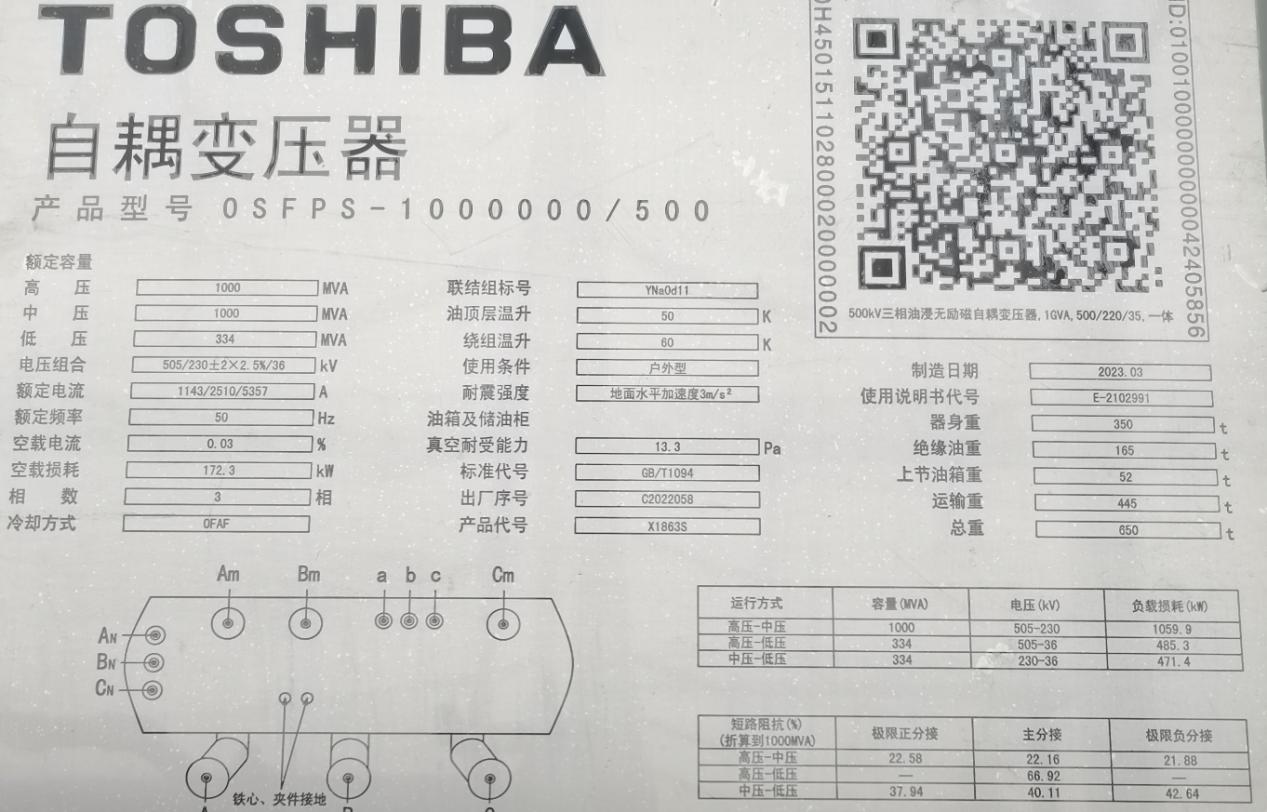 TOSHIBA
自耦变压器
产品型号 OSFPS-1000000/500
额定容量
高 压 1000 MVA
中 压 1000 MVA
低 压 334 MVA
电压组合 505/230±2×2.5%/36 kV
额定电流 1143/2510/5357 A
额定频率 50 Hz
空载电流 0.03 %
空载损耗 172.3 kW
相 数 3 相
冷却方式 OFAF
联结组标号 YNa0d11
油顶层温升 50 K
绕组温升 60 K
使用条件 户外型
耐震强度 地面水平加速度3m/s²
油箱及储油柜
真空耐受能力 13.3 Pa
标准代号 GB/T1094
出厂序号 C2022058
产品代号 X1863S
500kV三相油浸无励磁自耦变压器,1GVA,500/220/35,一体
制造日期 2023.03
使用说明书代号 E-2102991
器身重 350 t
绝缘油重 165 t
上节油箱重 52 t
运输重 445 t
总重 650 t
Am Bm a b c Cm
AN
BN
CN
铁心、夹件接地
运行方式 容量(MVA) 电压(kV) 负载损耗(kW)
高压-中压 1000 505-230 1059.9
高压-低压 334 505-36 485.3
中压-低压 334 230-36 471.4
短路阻抗(%)
(折算到1000MVA) 极限正分接 主分接 极限负分接
高压-中压 22.58 22.16 21.88
高压-低压 — 66.92 —
中压-低压 37.94 40.11 42.64